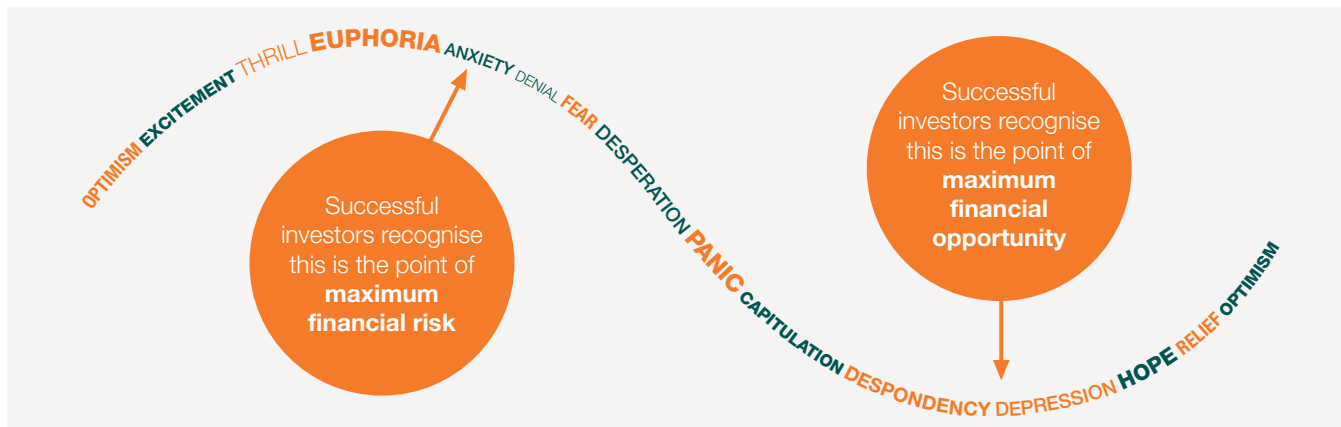 OPTIMISM EXCITEMENT THRILL EUPHORIA ANXIETY DENIAL FEAR DESPERATION PANIC CAPITULATION DESPONDENCY DEPRESSION HOPE RELIEF OPTIMISM
Successful
investors recognise
this is the point of
maximum
financial risk
Successful
investors recognise
this is the point of
maximum
financial
opportunity